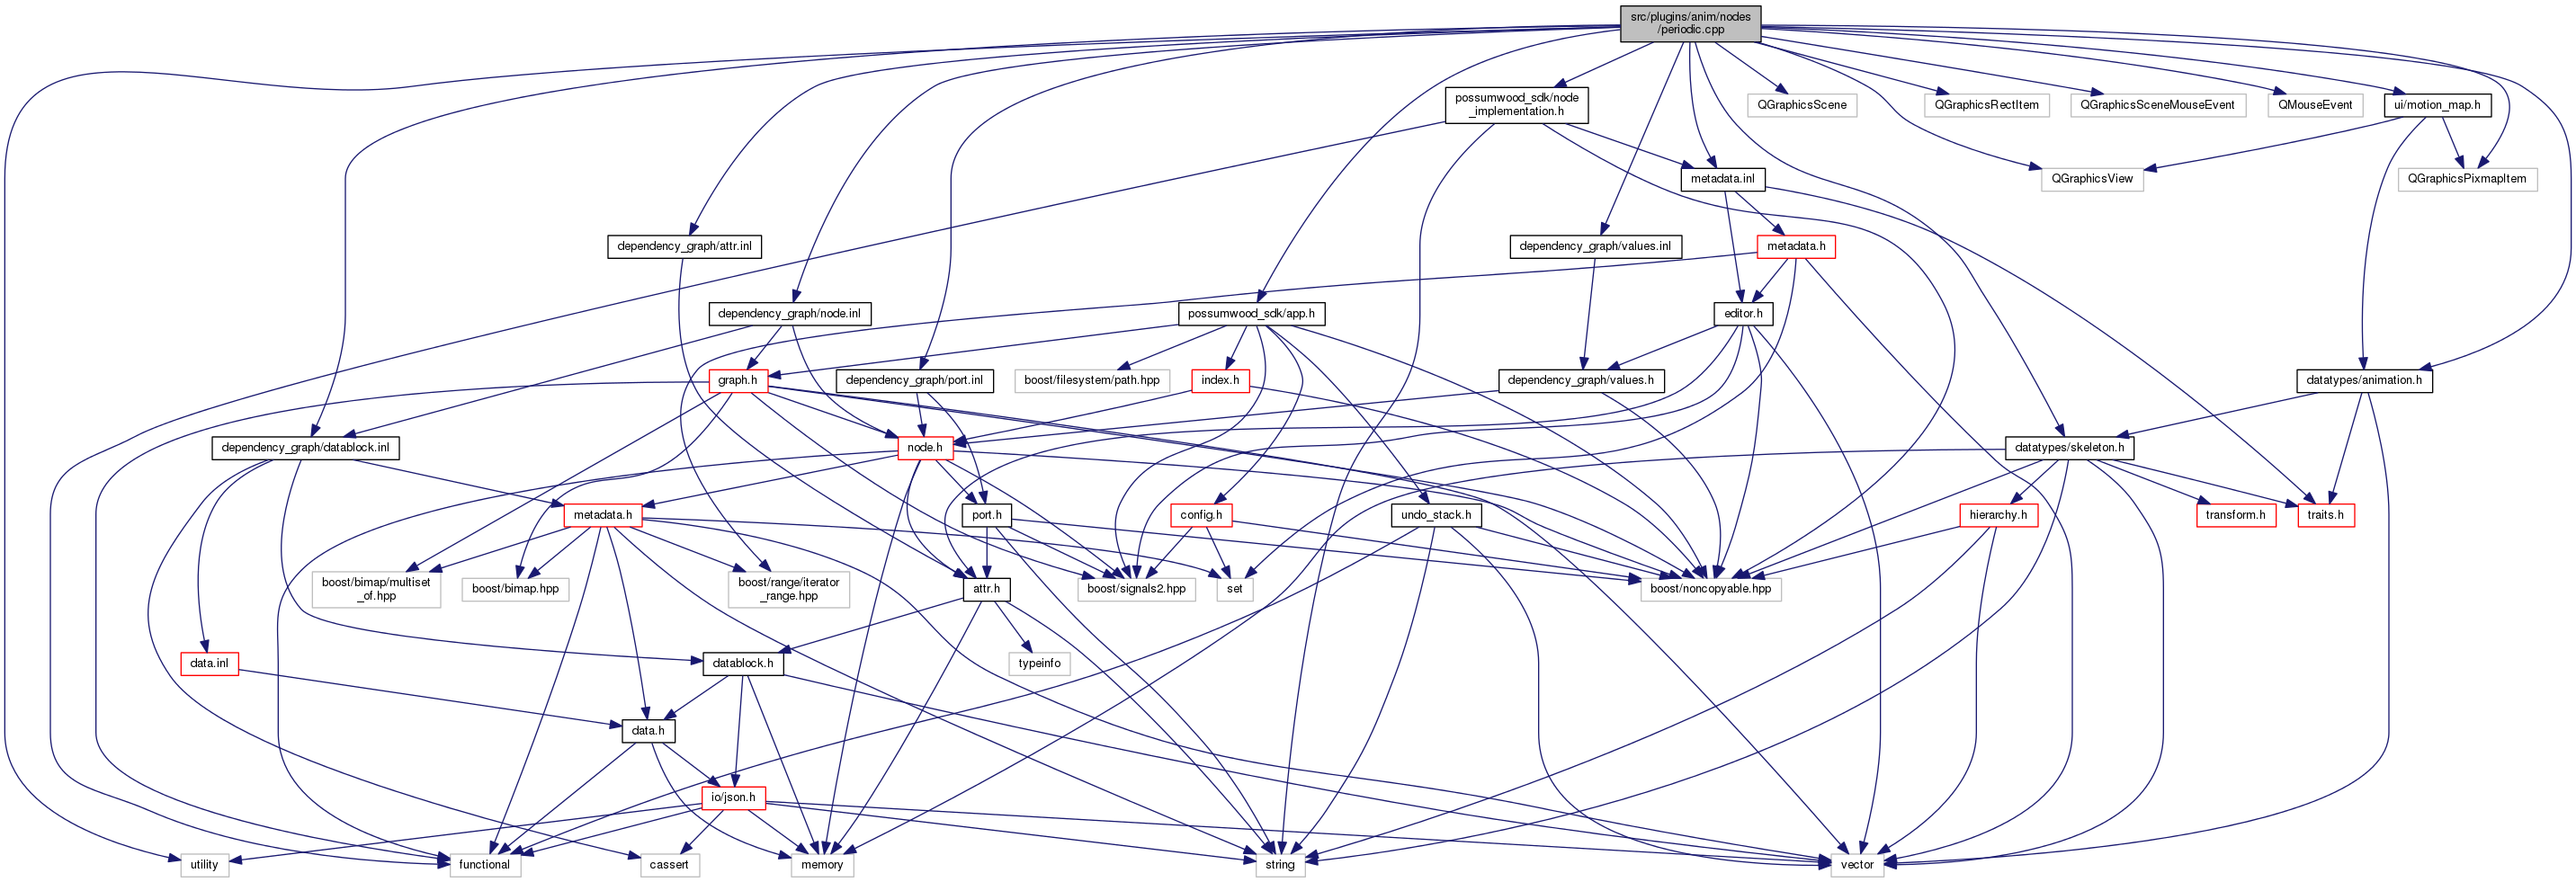 src/plugins/anim/nodes
/periodic.cpp
possumwood_sdk/node
_implementation.h
QGraphicsScene
QGraphicsRectItem
QGraphicsSceneMouseEvent
QMouseEvent
ui/motion_map.h
metadata.inl
QGraphicsView
QGraphicsPixmapItem
dependency_graph/attr.inl
dependency_graph/values.inl
metadata.h
dependency_graph/node.inl
possumwood_sdk/app.h
editor.h
graph.h
dependency_graph/port.inl
boost/filesystem/path.hpp
index.h
dependency_graph/values.h
datatypes/animation.h
dependency_graph/datablock.inl
node.h
datatypes/skeleton.h
metadata.h
port.h
config.h
undo_stack.h
hierarchy.h
transform.h
traits.h
boost/bimap/multiset
_of.hpp
boost/bimap.hpp
boost/range/iterator
_range.hpp
attr.h
boost/signals2.hpp
set
boost/noncopyable.hpp
data.inl
datablock.h
typeinfo
data.h
io/json.h
utility
functional
cassert
memory
string
vector